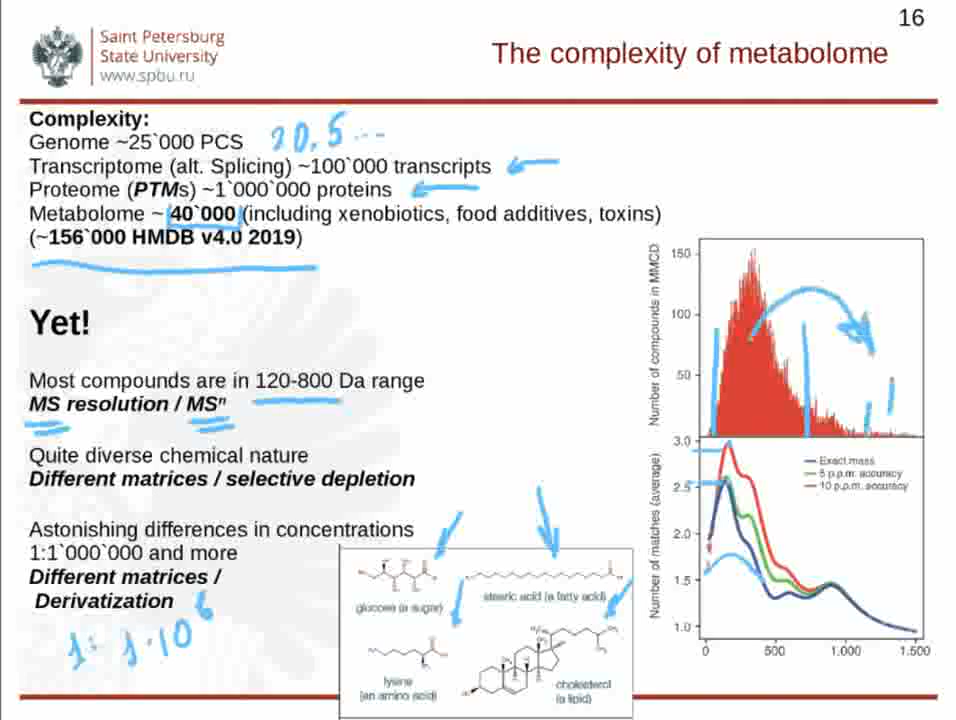 16
Saint Petersburg
State University
www.spbu.ru
The complexity of metabolome
Complexity:
Genome ~25`000 PCS
20,5...
Transcriptome (alt. Splicing) ~100`000 transcripts
Proteome (PTMs) ~1`000`000 proteins
Metabolome ~ 40`000 (including xenobiotics, food additives, toxins)
(~156`000 HMDB v4.0 2019)
Yet!
Most compounds are in 120-800 Da range
MS resolution / MSⁿ
Quite diverse chemical nature
Different matrices / selective depletion
Astonishing differences in concentrations
1:1`000`000 and more
Different matrices /
Derivatization
1: 1·10⁶
glucose (a sugar)
stearic acid (a fatty acid)
lysine
(an amino acid)
cholesterol
(a lipid)
Number of compounds in MMCD
150
100
50
Number of matches (average)
3.0
2.5
2.0
1.5
1.0
Exact mass
5 p.p.m. accuracy
10 p.p.m. accuracy
0
500
1.000
1.500